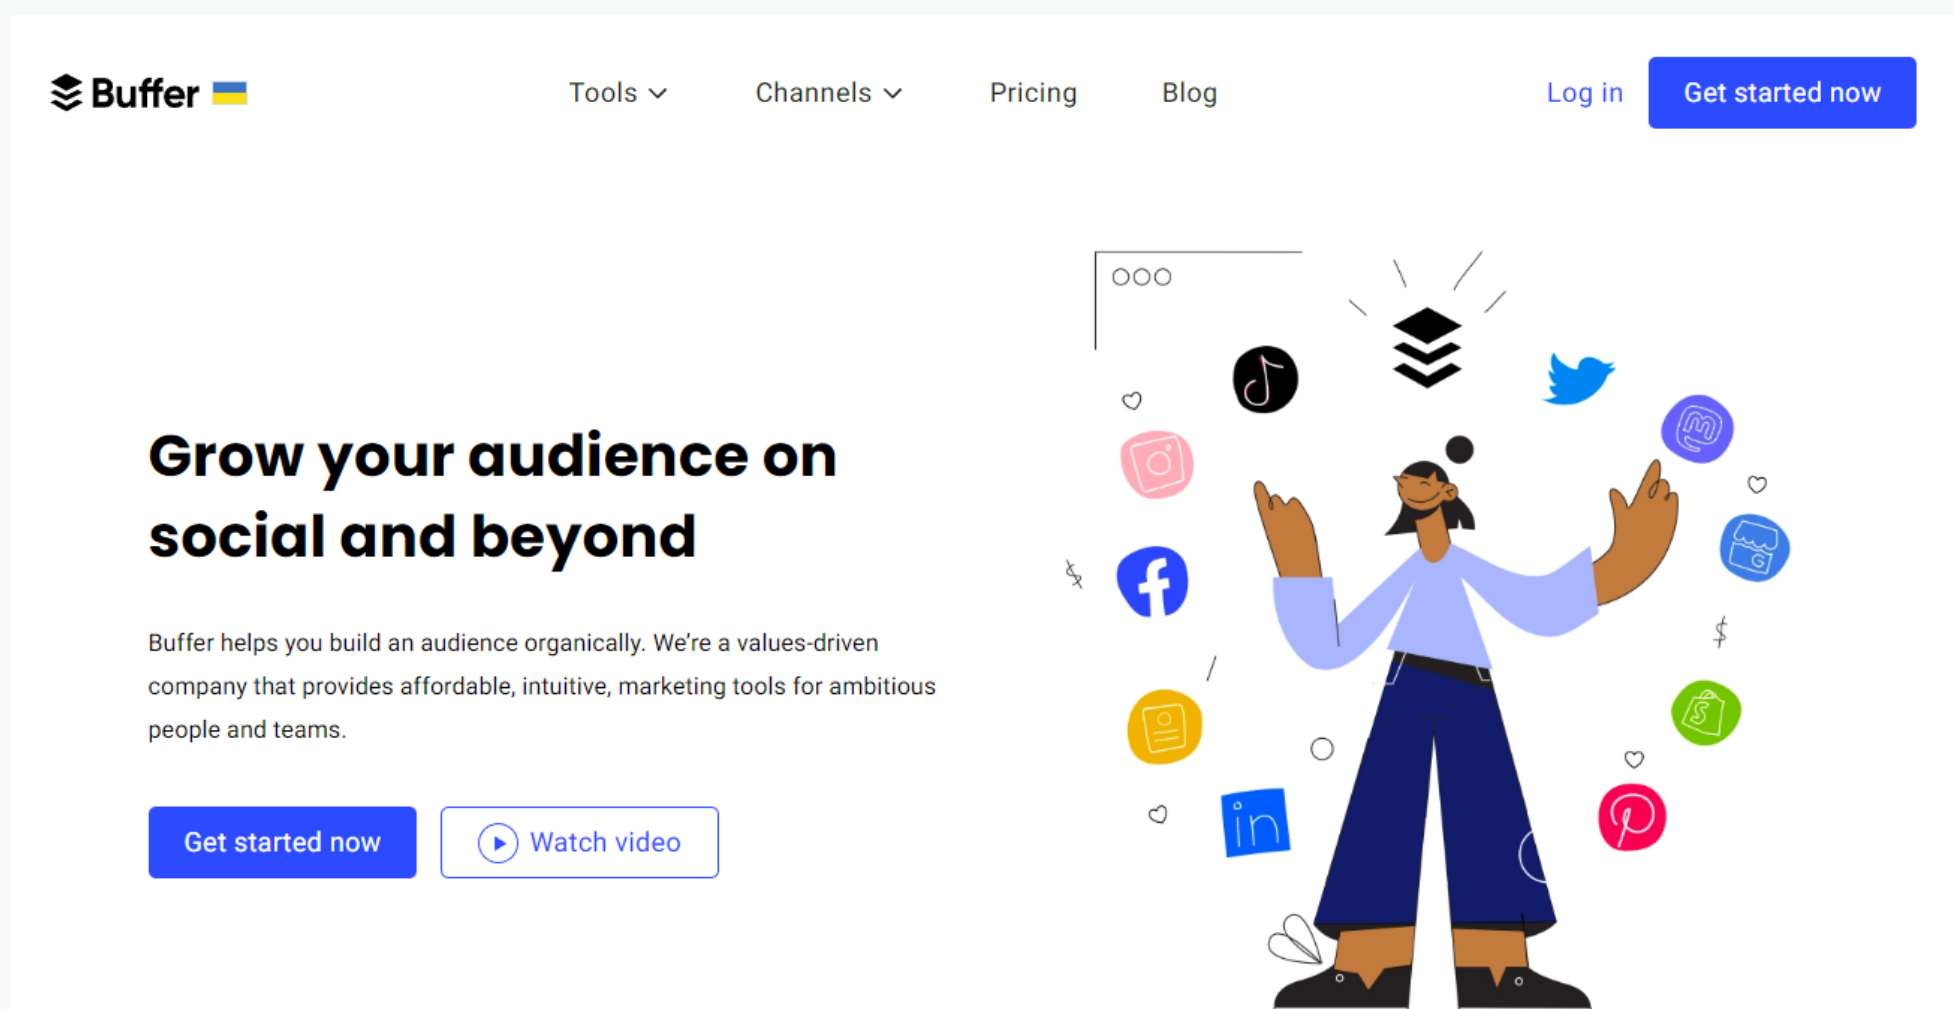 Buffer
Tools
Channels
Pricing
Blog
Log in
Get started now
Grow your audience on
social and beyond
Buffer helps you build an audience organically. We’re a values-driven
company that provides affordable, intuitive, marketing tools for ambitious
people and teams.
Get started now
Watch video
f
m
G
$
$
S
in
P